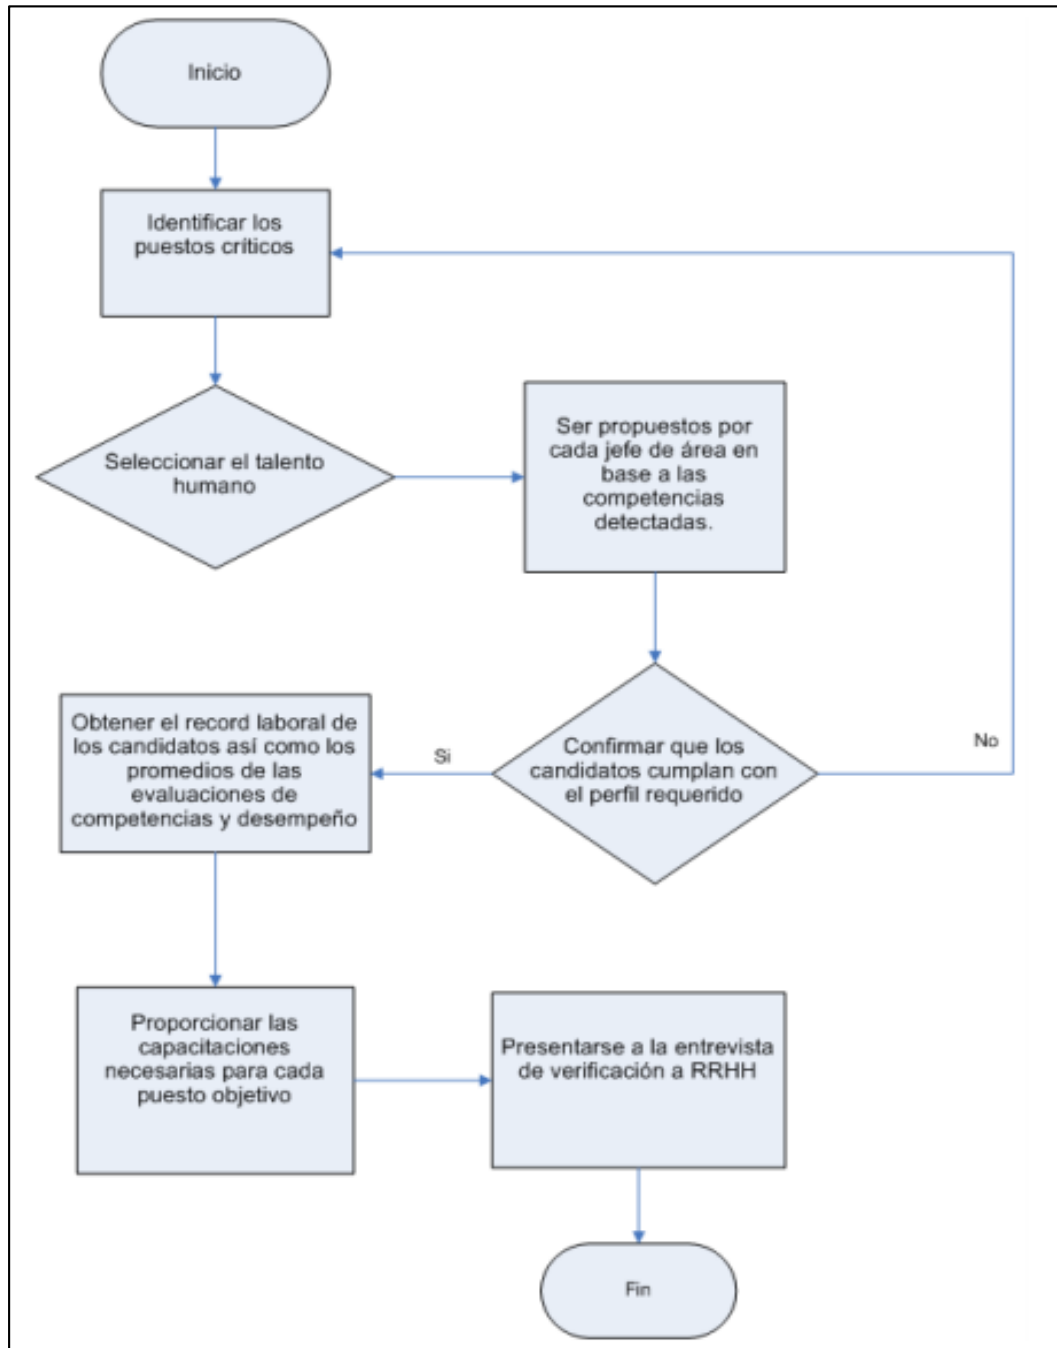 Inicio
Identificar los
puestos críticos
Seleccionar el talento
humano
Ser propuestos por
cada jefe de área en
base a las
competencias
detectadas.
Confirmar que los
candidatos cumplan con
el perfil requerido
No
Si
Obtener el record laboral de
los candidatos así como los
promedios de las
evaluaciones de
competencias y desempeño
Proporcionar las
capacitaciones
necesarias para cada
puesto objetivo
Presentarse a la entrevista
de verificación a RRHH
Fin